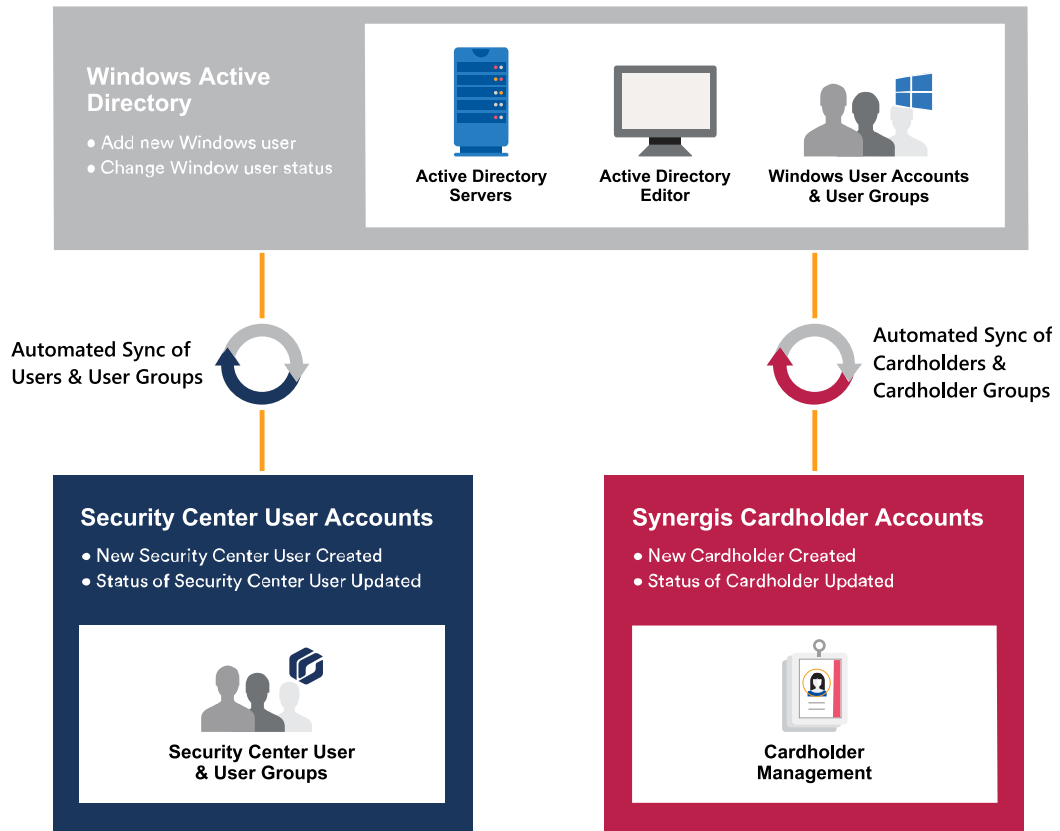 Windows Active
Directory
• Add new Windows user
• Change Window user status
Active Directory
Servers
Active Directory
Editor
Windows User Accounts
& User Groups
Automated Sync of
Users & User Groups
Automated Sync of
Cardholders &
Cardholder Groups
Security Center User Accounts
• New Security Center User Created
• Status of Security Center User Updated
Security Center User
& User Groups
Synergis Cardholder Accounts
• New Cardholder Created
• Status of Cardholder Updated
Cardholder
Management